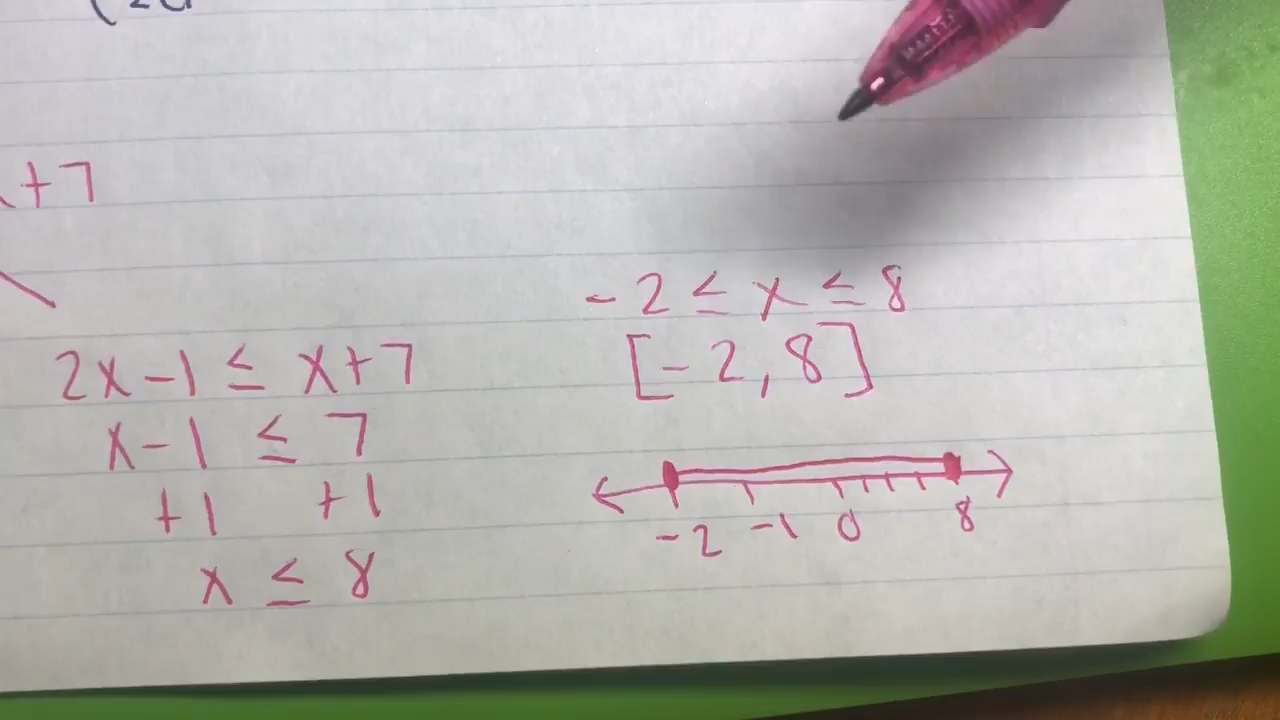 +7
2x-1 ≤ x+7
x-1 ≤ 7
+1 +1
x ≤ 8
-2 ≤ x ≤ 8
[-2, 8]
-2 -1 0 8